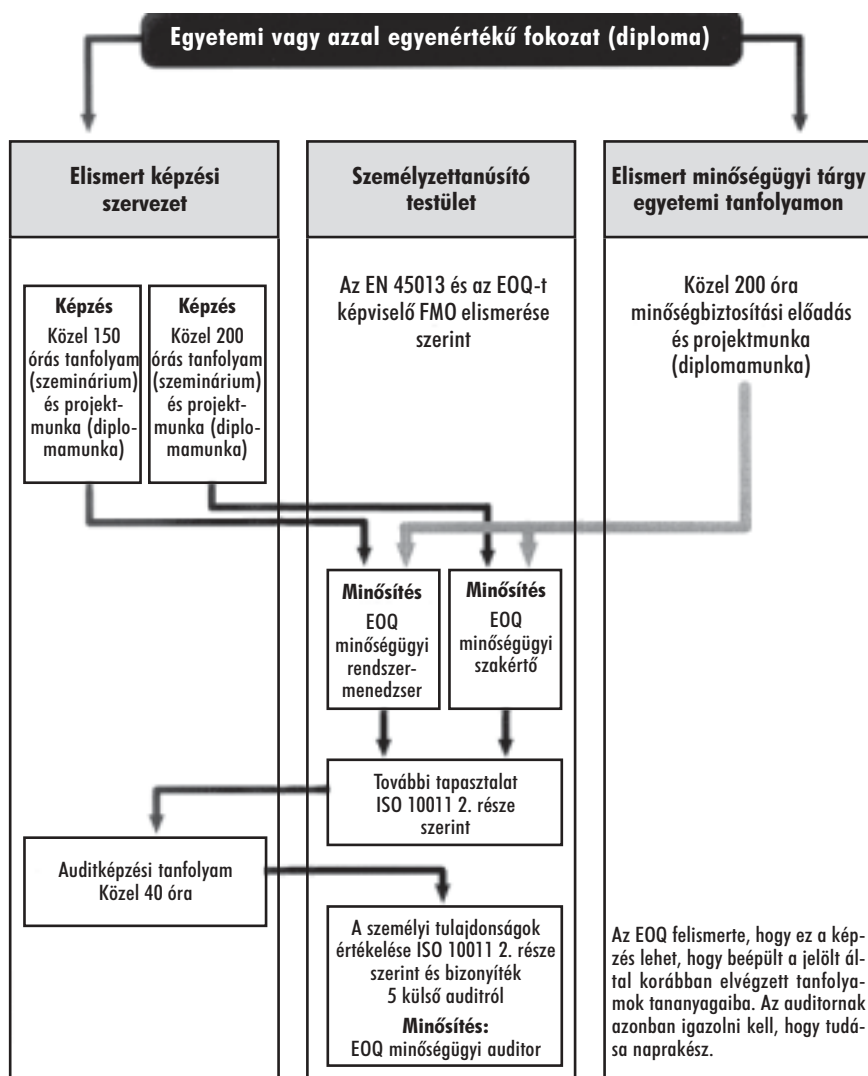 Egyetemi vagy azzal egyenértékű fokozat (diploma)
Elismert képzési
szervezet
Személyzettanúsító
testület
Elismert minőségügyi tárgy
egyetemi tanfolyamon
Képzés
Közel 150
órás tanfolyam
(szeminárium)
és projekt-
munka (diplo-
mamunka)
Képzés
Közel 200
órás tanfolyam
(szeminárium)
és projekt-
munka (diplo-
mamunka)
Az EN 45013 és az EOQ-t
képviselő FMO elismerése
szerint
Közel 200 óra
minőségbiztosítási előadás
és projektmunka
(diplomamunka)
Minősítés
EOQ
minőségügyi
rendszer-
menedzser
Minősítés
EOQ
minőségügyi
szakértő
További tapasztalat
ISO 10011 2. része
szerint
Auditképzési tanfolyam
Közel 40 óra
A személyi tulajdonságok
értékelése ISO 10011 2. része
szerint és bizonyíték
5 külső auditról
Minősítés:
EOQ minőségügyi auditor
Az EOQ felismerte, hogy ez a kép-
zés lehet, hogy beépült a jelölt ál-
tal korábban elvégzett tanfolya-
mok tananyagaiba. Az auditornak
azonban igazolni kell, hogy tudá-
sa naprakész.